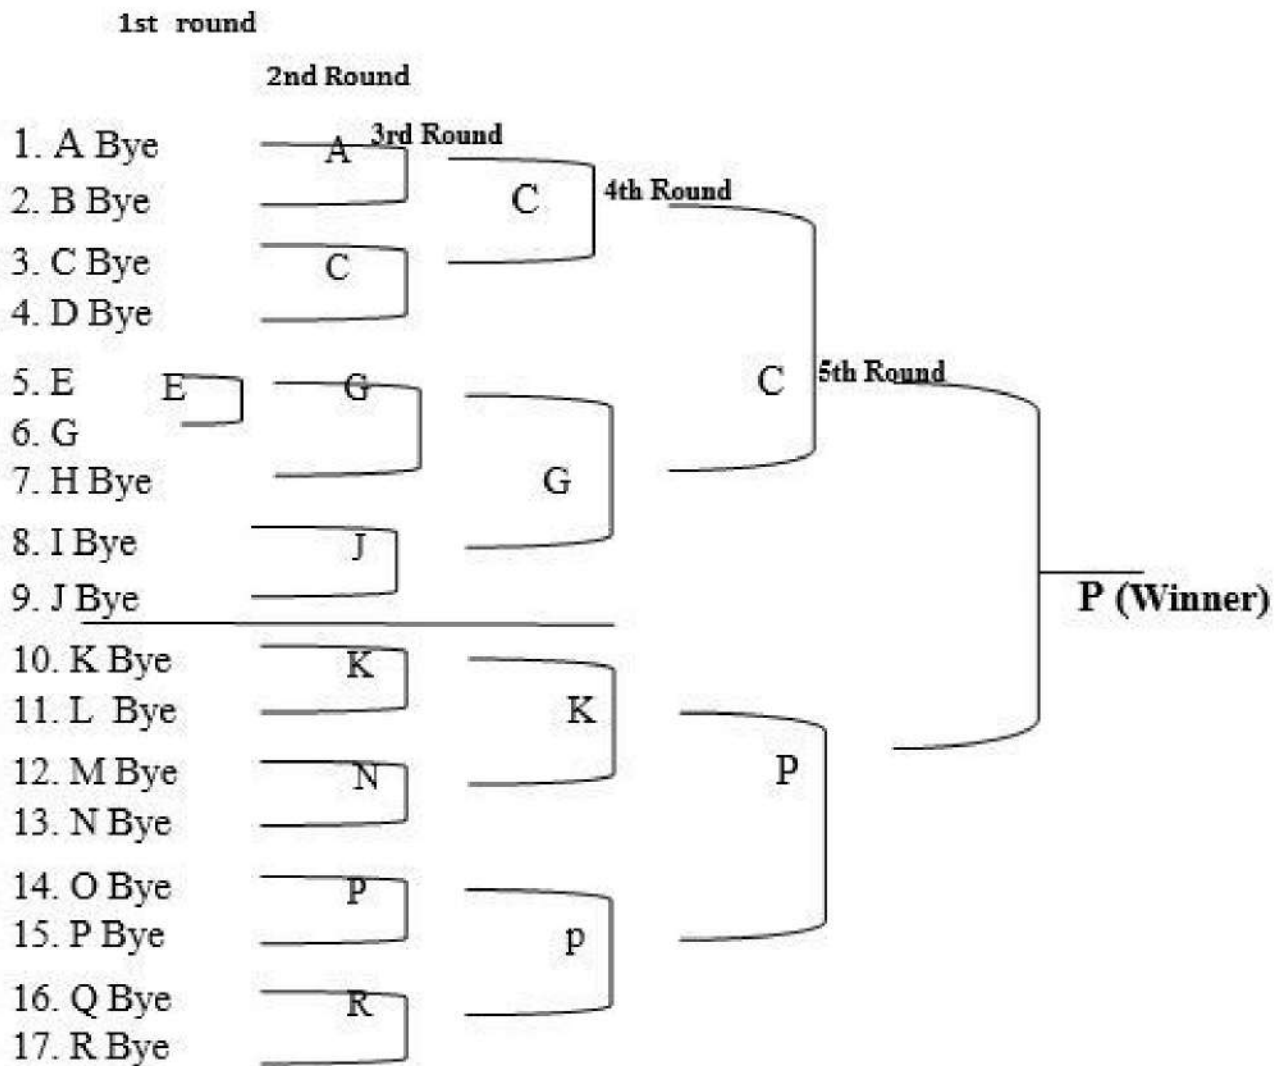 1st round
2nd Round
3rd Round
4th Round
5th Round
1. A Bye
A
2. B Bye
C
3. C Bye
C
4. D Bye
5. E
E
G
C
6. G
7. H Bye
G
8. I Bye
J
9. J Bye
P (Winner)
10. K Bye
K
11. L Bye
K
12. M Bye
N
P
13. N Bye
14. O Bye
P
15. P Bye
p
16. Q Bye
R
17. R Bye